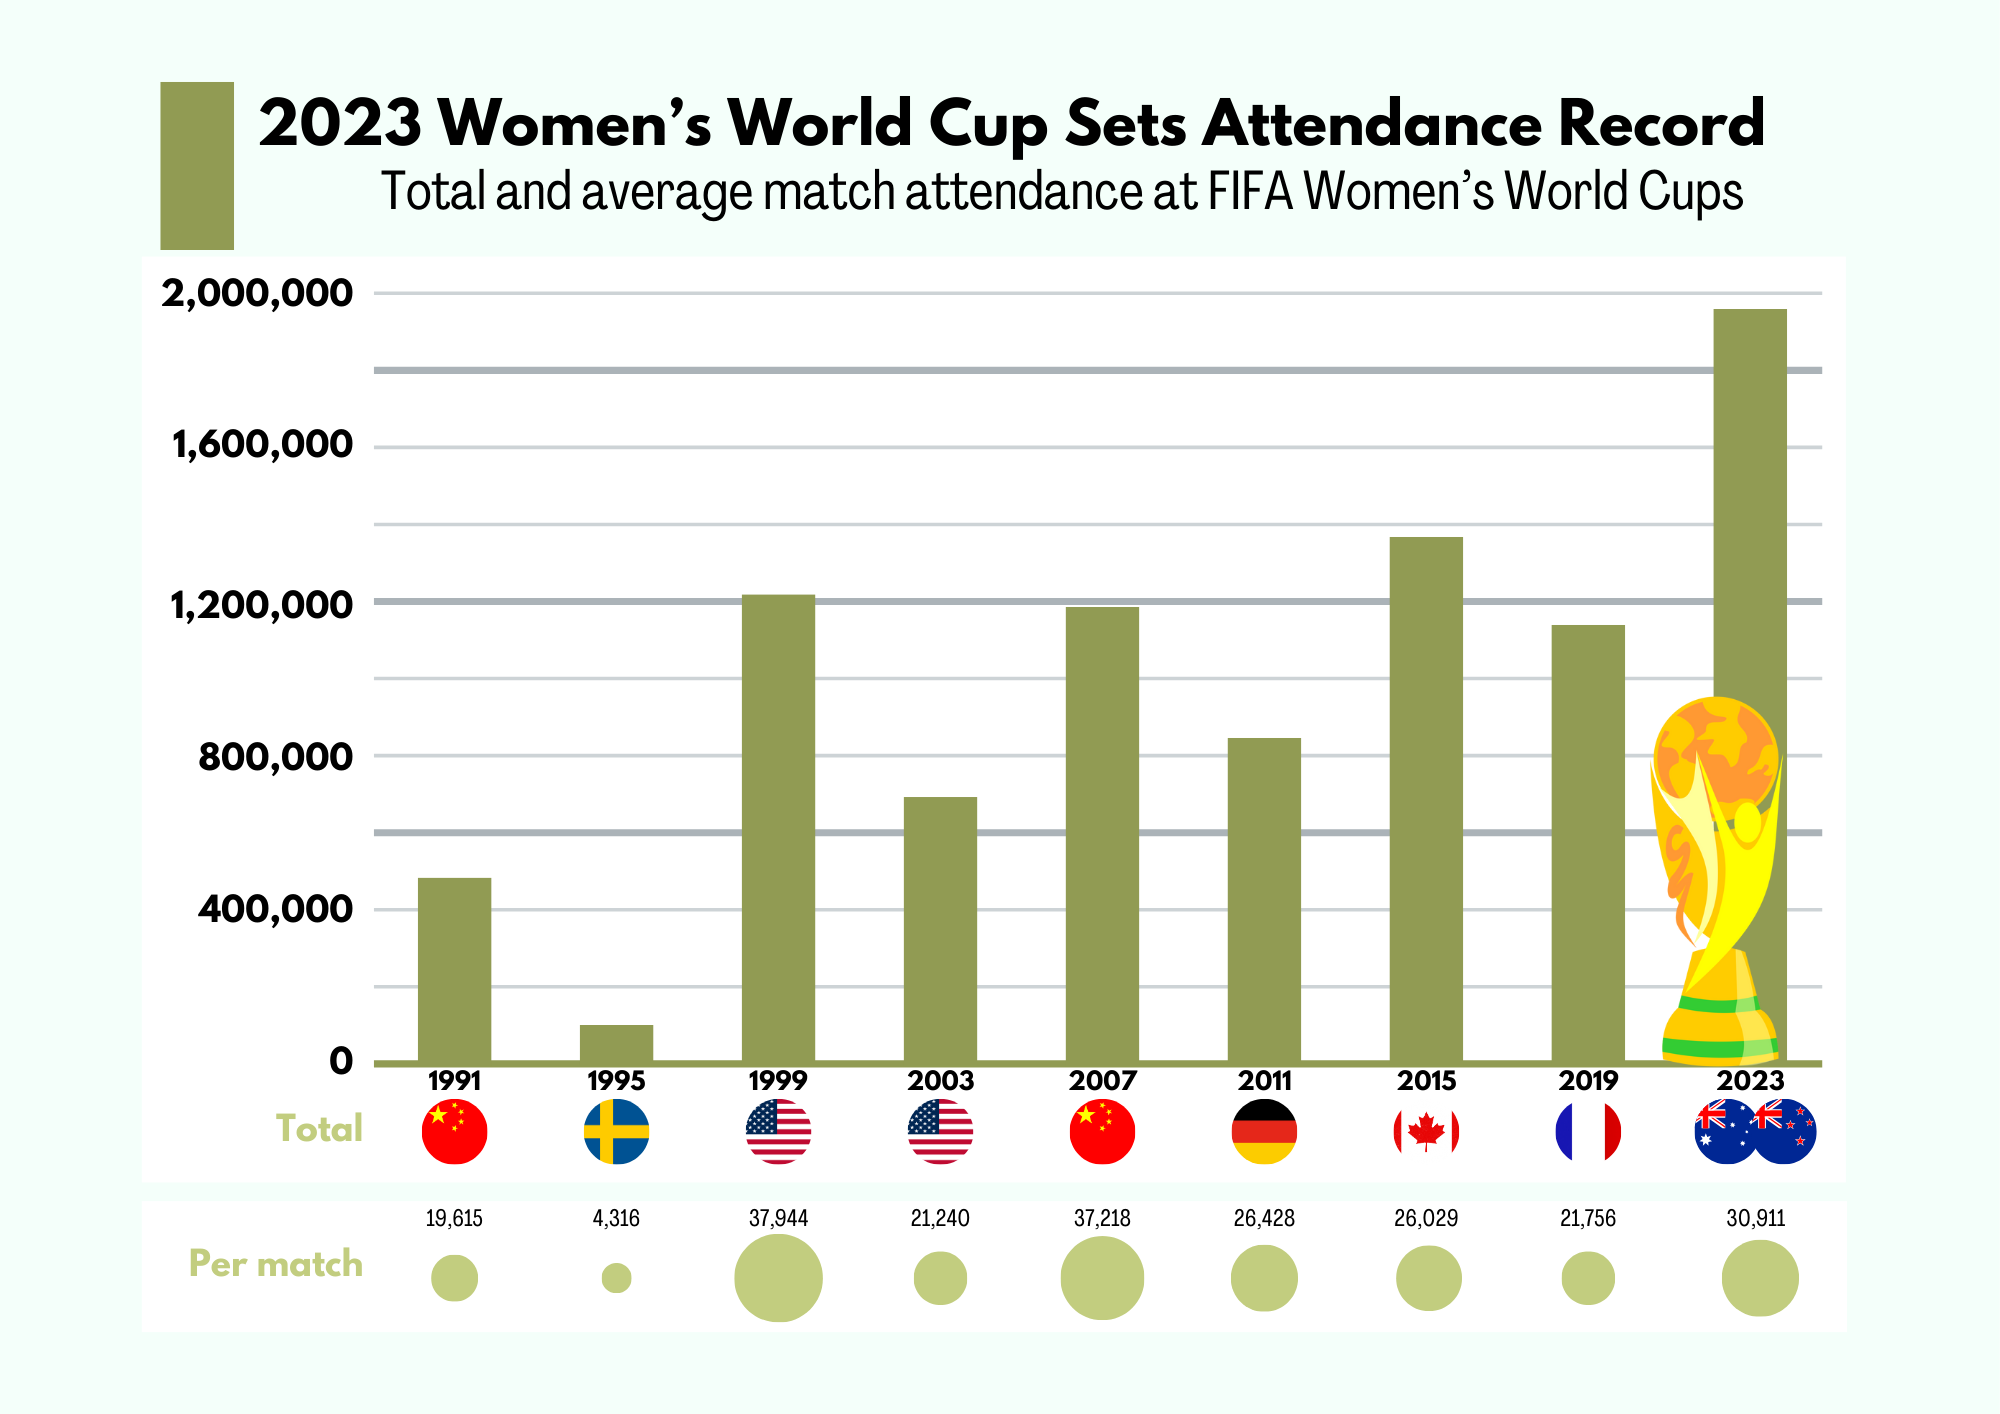 2023 Women’s World Cup Sets Attendance Record
Total and average match attendance at FIFA Women’s World Cups
2,000,000
1,600,000
1,200,000
800,000
400,000
0
1991 1995 1999 2003 2007 2011 2015 2019 2023
Total
19,615 4,316 37,944 21,240 37,218 26,428 26,029 21,756 30,911
Per match